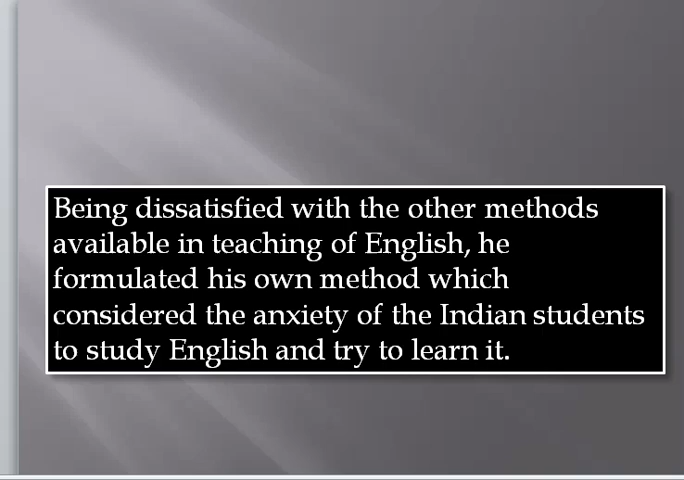 Being dissatisfied with the other methods
available in teaching of English, he
formulated his own method which
considered the anxiety of the Indian students
to study English and try to learn it.